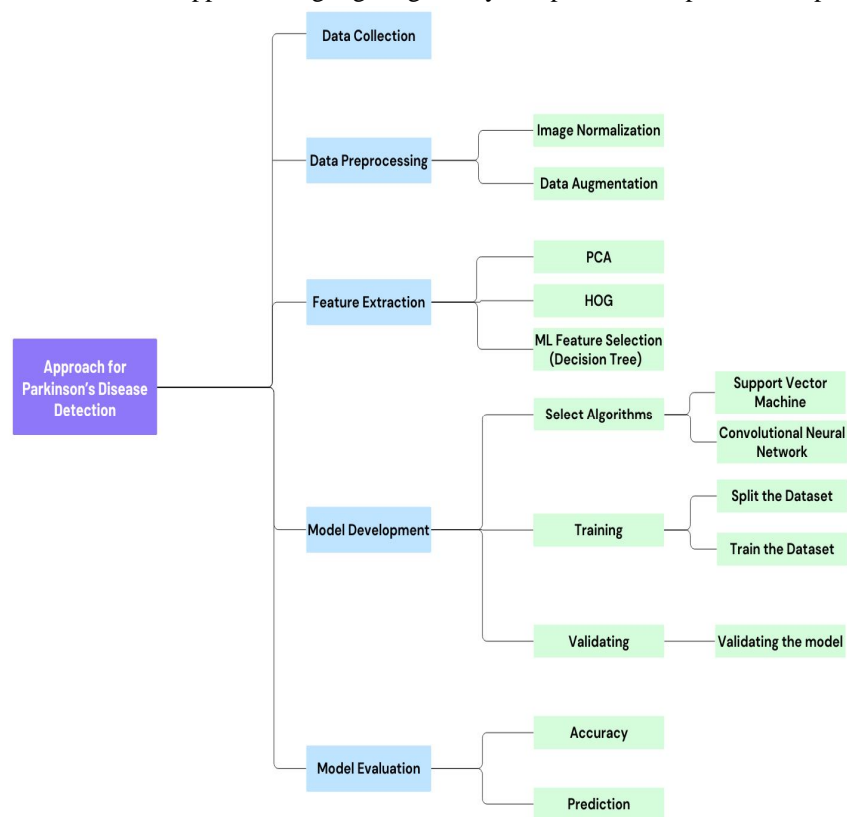 Data Collection
Image Normalization
Data Preprocessing
Data Augmentation
PCA
Feature Extraction
HOG
ML Feature Selection
(Decision Tree)
Approach for
Parkinson's Disease
Detection
Support Vector
Machine
Select Algorithms
Convolutional Neural
Network
Split the Dataset
Model Development
Training
Train the Dataset
Validating
Validating the model
Accuracy
Model Evaluation
Prediction